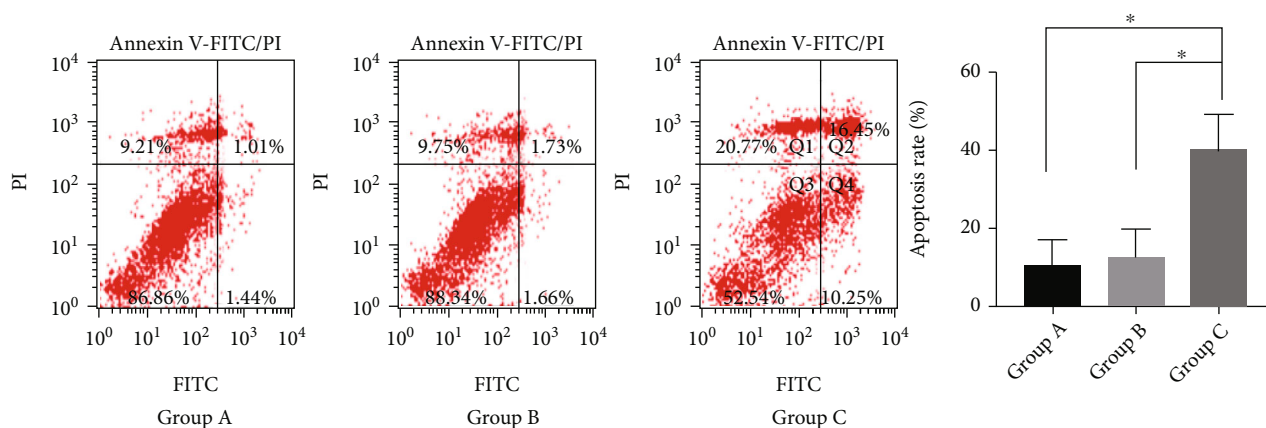 Annexin V-FITC/PI
10⁴
10³
10²
10¹
10⁰
PI
9.21%
1.01%
86.86%
1.44%
10⁰ 10¹ 10² 10³ 10⁴
FITC
Group A
Annexin V-FITC/PI
10⁴
10³
10²
10¹
10⁰
PI
9.75%
1.73%
88.34%
1.66%
10⁰ 10¹ 10² 10³ 10⁴
FITC
Group B
Annexin V-FITC/PI
10⁴
10³
10²
10¹
10⁰
PI
16.45%
20.77% Q1 Q2
Q3 Q4
52.54% 10.25%
10⁰ 10¹ 10² 10³ 10⁴
FITC
Group C
*
*
60
40
20
0
Apoptosis rate (%)
Group A
Group B
Group C